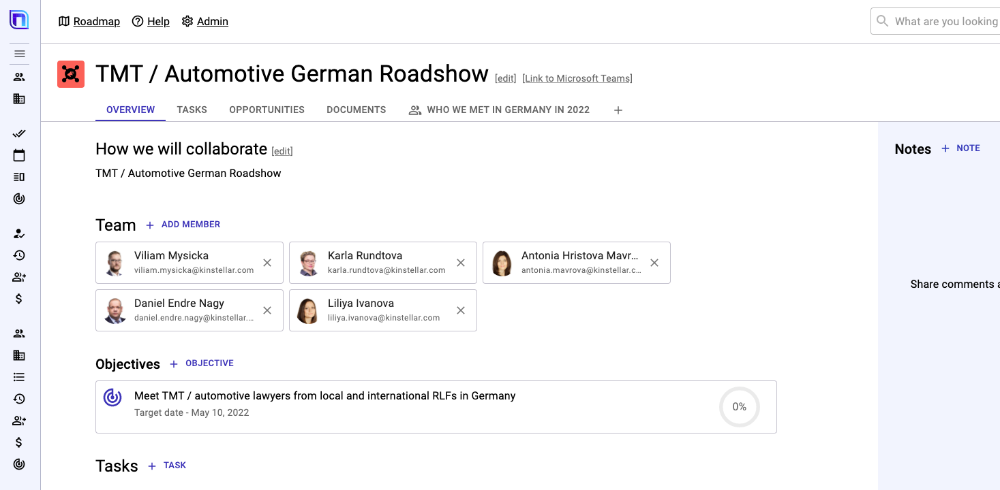 Roadmap Help Admin
What are you looking
TMT / Automotive German Roadshow [edit] [Link to Microsoft Teams]
OVERVIEW TASKS OPPORTUNITIES DOCUMENTS WHO WE MET IN GERMANY IN 2022
How we will collaborate [edit]
TMT / Automotive German Roadshow
Team + ADD MEMBER
Viliam Mysicka
viliam.mysicka@kinstellar.com
Karla Rundtova
karla.rundtova@kinstellar.com
Antonia Hristova Mavr...
antonia.mavrova@kinstellar.c...
Daniel Endre Nagy
daniel.endre.nagy@kinstellar....
Liliya Ivanova
liliya.ivanova@kinstellar.com
Objectives + OBJECTIVE
Meet TMT / automotive lawyers from local and international RLFs in Germany
Target date - May 10, 2022
0%
Tasks + TASK
Notes + NOTE
Share comments a